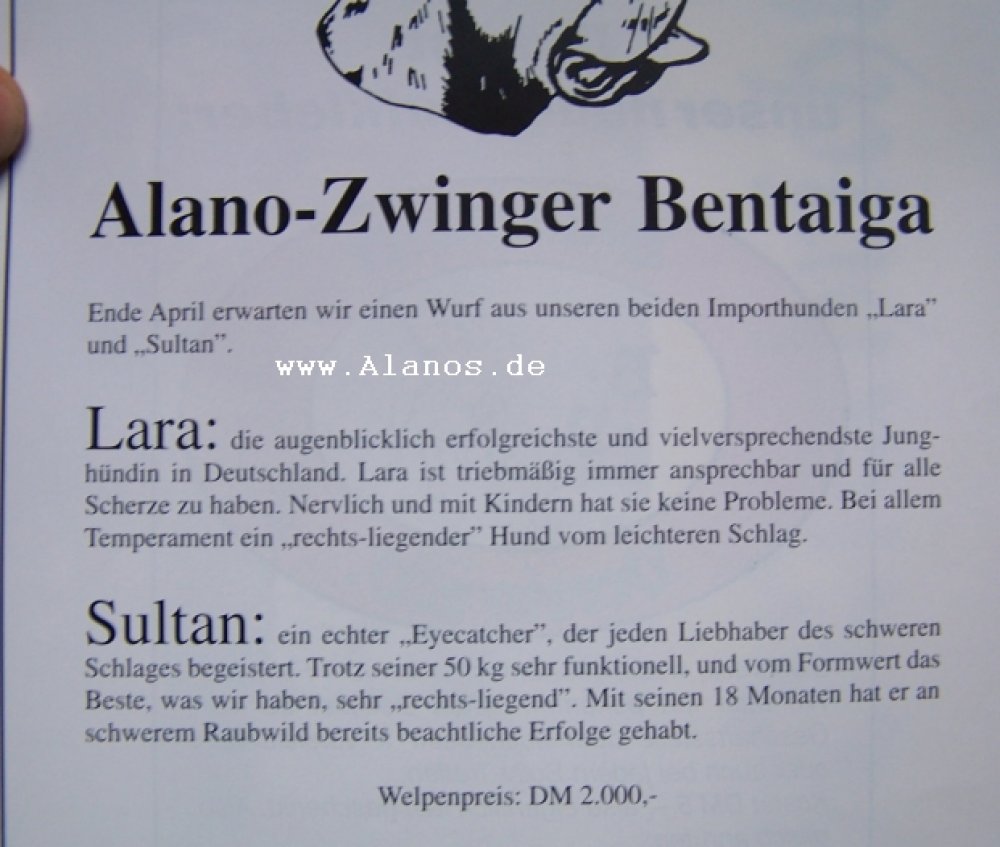 Alano-Zwinger Bentaiga
Ende April erwarten wir einen Wurf aus unseren beiden Importhunden „Lara”
und „Sultan”.
www.Alanos.de
Lara: die augenblicklich erfolgreichste und vielversprechendste Jung-
hündin in Deutschland. Lara ist triebmäßig immer ansprechbar und für alle
Scherze zu haben. Nervlich und mit Kindern hat sie keine Probleme. Bei allem
Temperament ein „rechts-liegender” Hund vom leichteren Schlag.
Sultan: ein echter „Eyecatcher”, der jeden Liebhaber des schweren
Schlages begeistert. Trotz seiner 50 kg sehr funktionell, und vom Formwert das
Beste, was wir haben, sehr „rechts-liegend”. Mit seinen 18 Monaten hat er an
schwerem Raubwild bereits beachtliche Erfolge gehabt.
Welpenpreis: DM 2.000,-